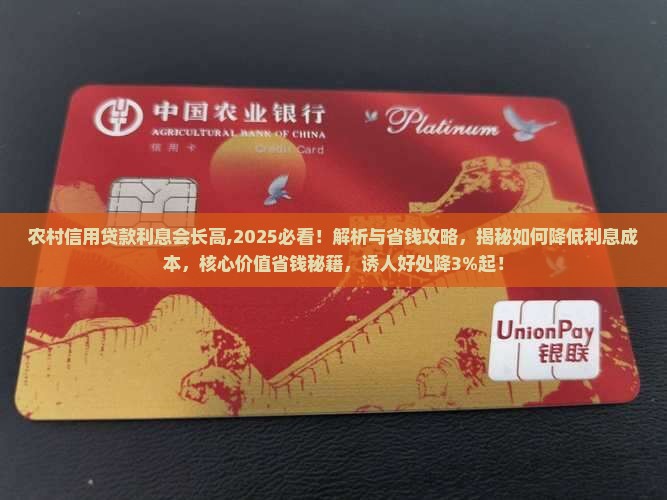 中国农业银行
Platinum
AGRICULTURAL BANK OF CHINA
信用卡
Credit Card
农村信用贷款利息会长高,2025必看！解析与省钱攻略，揭秘如何降低利息成
本，核心价值省钱秘籍，诱人好处降3%起！
UnionPay
银联